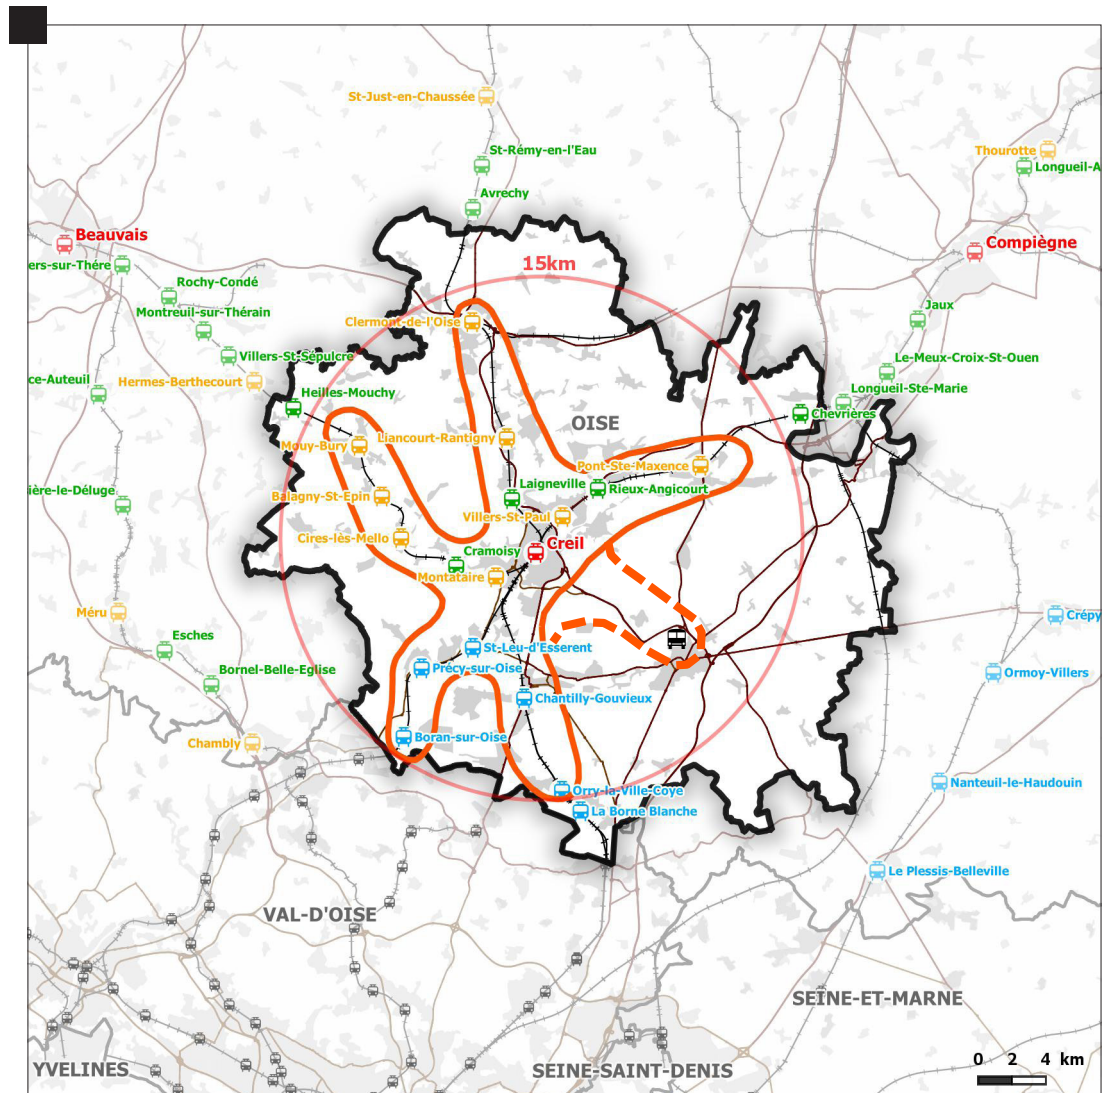 St-Just-en-Chaussée
St-Rémy-en-l'Eau
Thourotte
Longueil-A
Avrechy
Beauvais
Compiègne
ers-sur-Thére
15km
Rochy-Condé
Montreuil-sur-Thérain
Jaux
Clermont-de-l'Oise
Villers-St-Sépulcre
Le-Meux-Croix-St-Ouen
ce-Auteuil
Hermes-Berthecourt
Heilles-Mouchy
Longueil-Ste-Marie
Chevrières
OISE
Mouy-Bury
Liancourt-Rantigny
Pont-Ste-Maxence
Laigneville
Rieux-Angicourt
ière-le-Déluge
Balagny-St-Epin
Villers-St-Paul
Cires-lès-Mello
Creil
Cramoisy
Montataire
Méru
Crépy
Esches
St-Leu-d'Esserent
Précy-sur-Oise
Bornel-Belle-Eglise
Ormoy-Villers
Chantilly-Gouvieux
Chambly
Boran-sur-Oise
Orry-la-Ville-Coye
Nanteuil-le-Haudouin
La Borne Blanche
Le Plessis-Belleville
VAL-D'OISE
SEINE-ET-MARNE
YVELINES
SEINE-SAINT-DENIS
0 2 4 km